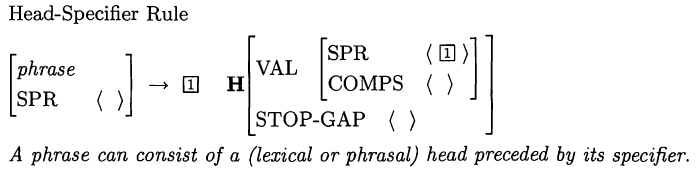 Head-Specifier Rule
[phrase SPR ⟨ ⟩] → [1] H[VAL [SPR ⟨ [1] ⟩ COMPS ⟨ ⟩] STOP-GAP ⟨ ⟩]
A phrase can consist of a (lexical or phrasal) head preceded by its specifier.